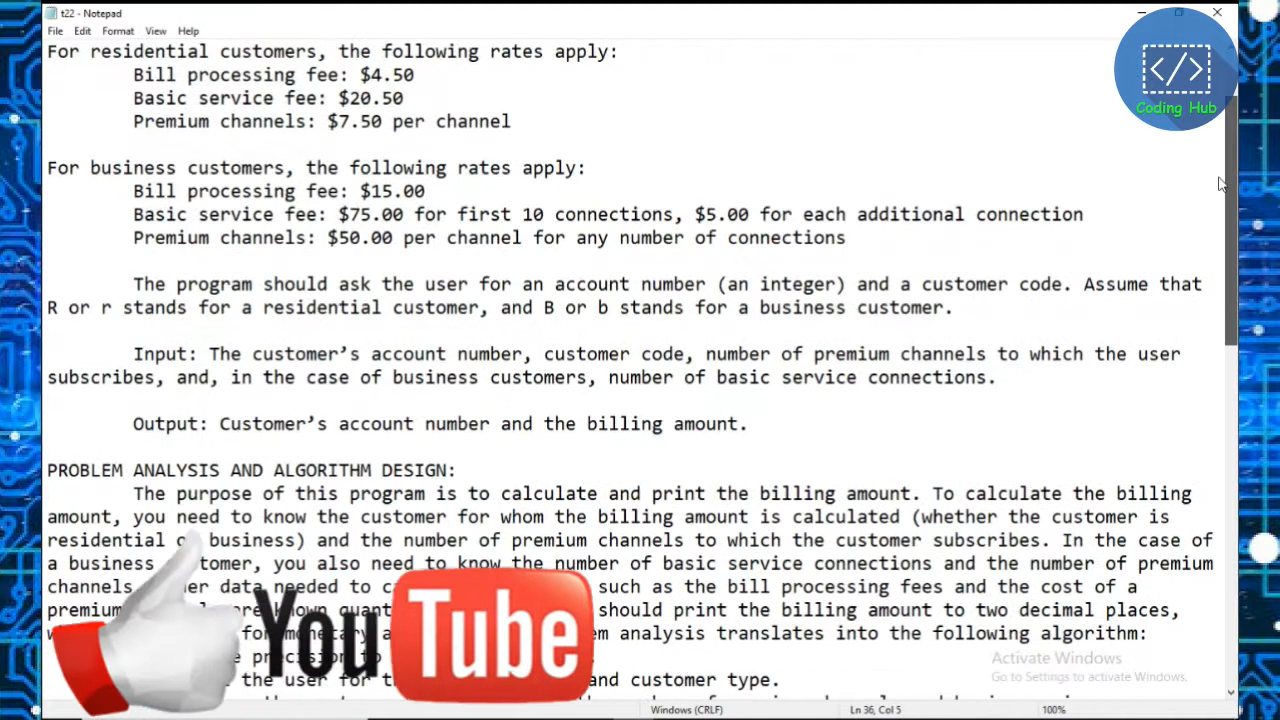 t22 - Notepad
File Edit Format View Help
For residential customers, the following rates apply:
Bill processing fee: $4.50
Basic service fee: $20.50
Premium channels: $7.50 per channel
For business customers, the following rates apply:
Bill processing fee: $15.00
Basic service fee: $75.00 for first 10 connections, $5.00 for each additional connection
Premium channels: $50.00 per channel for any number of connections
The program should ask the user for an account number (an integer) and a customer code. Assume that
R or r stands for a residential customer, and B or b stands for a business customer.
Input: The customer’s account number, customer code, number of premium channels to which the user
subscribes, and, in the case of business customers, number of basic service connections.
Output: Customer’s account number and the billing amount.
PROBLEM ANALYSIS AND ALGORITHM DESIGN:
The purpose of this program is to calculate and print the billing amount. To calculate the billing
amount, you need to know the customer for whom the billing amount is calculated (whether the customer is
residential or business) and the number of premium channels to which the customer subscribes. In the case of
a business customer, you also need to know the number of basic service connections and the number of premium
channels data needed to such as the bill processing fees and the cost of a
premium known should print the billing amount to two decimal places,
for analysis translates into the following algorithm:
precision to
the user for and customer type.
Coding Hub
YouTube
Activate Windows
Go to Settings to activate Windows.
Windows (CRLF) Ln 36, Col 5 100%